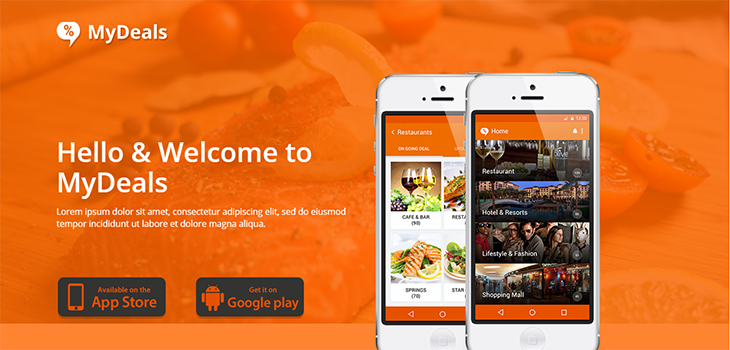 %
MyDeals
Hello & Welcome to
MyDeals
Lorem ipsum dolor sit amet, consectetur adipiscing elit, sed do eiusmod
tempor incididunt ut labore et dolore magna aliqua.
Available on the
App Store
Get it on
Google play
Restaurants
ON GOING DEAL
CAFE & BAR
(90)
RESTA
SPRINGS
(70)
STAR
12:30
Home
Restaurant
Hotel & Resorts
Lifestyle & Fashion
Shopping Mall